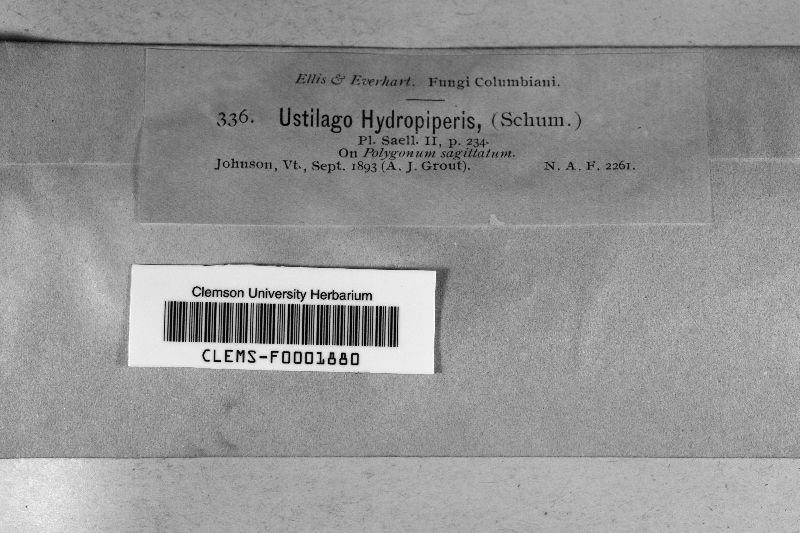 Ellis & Everhart. Fungi Columbiani.
336. Ustilago Hydropiperis, (Schum.)
Pl. Saell. II, p. 234.
On Polygonum sagittatum.
Johnson, Vt., Sept. 1893 (A. J. Grout). N. A. F. 2261.
Clemson University Herbarium
CLEMS-F0001880